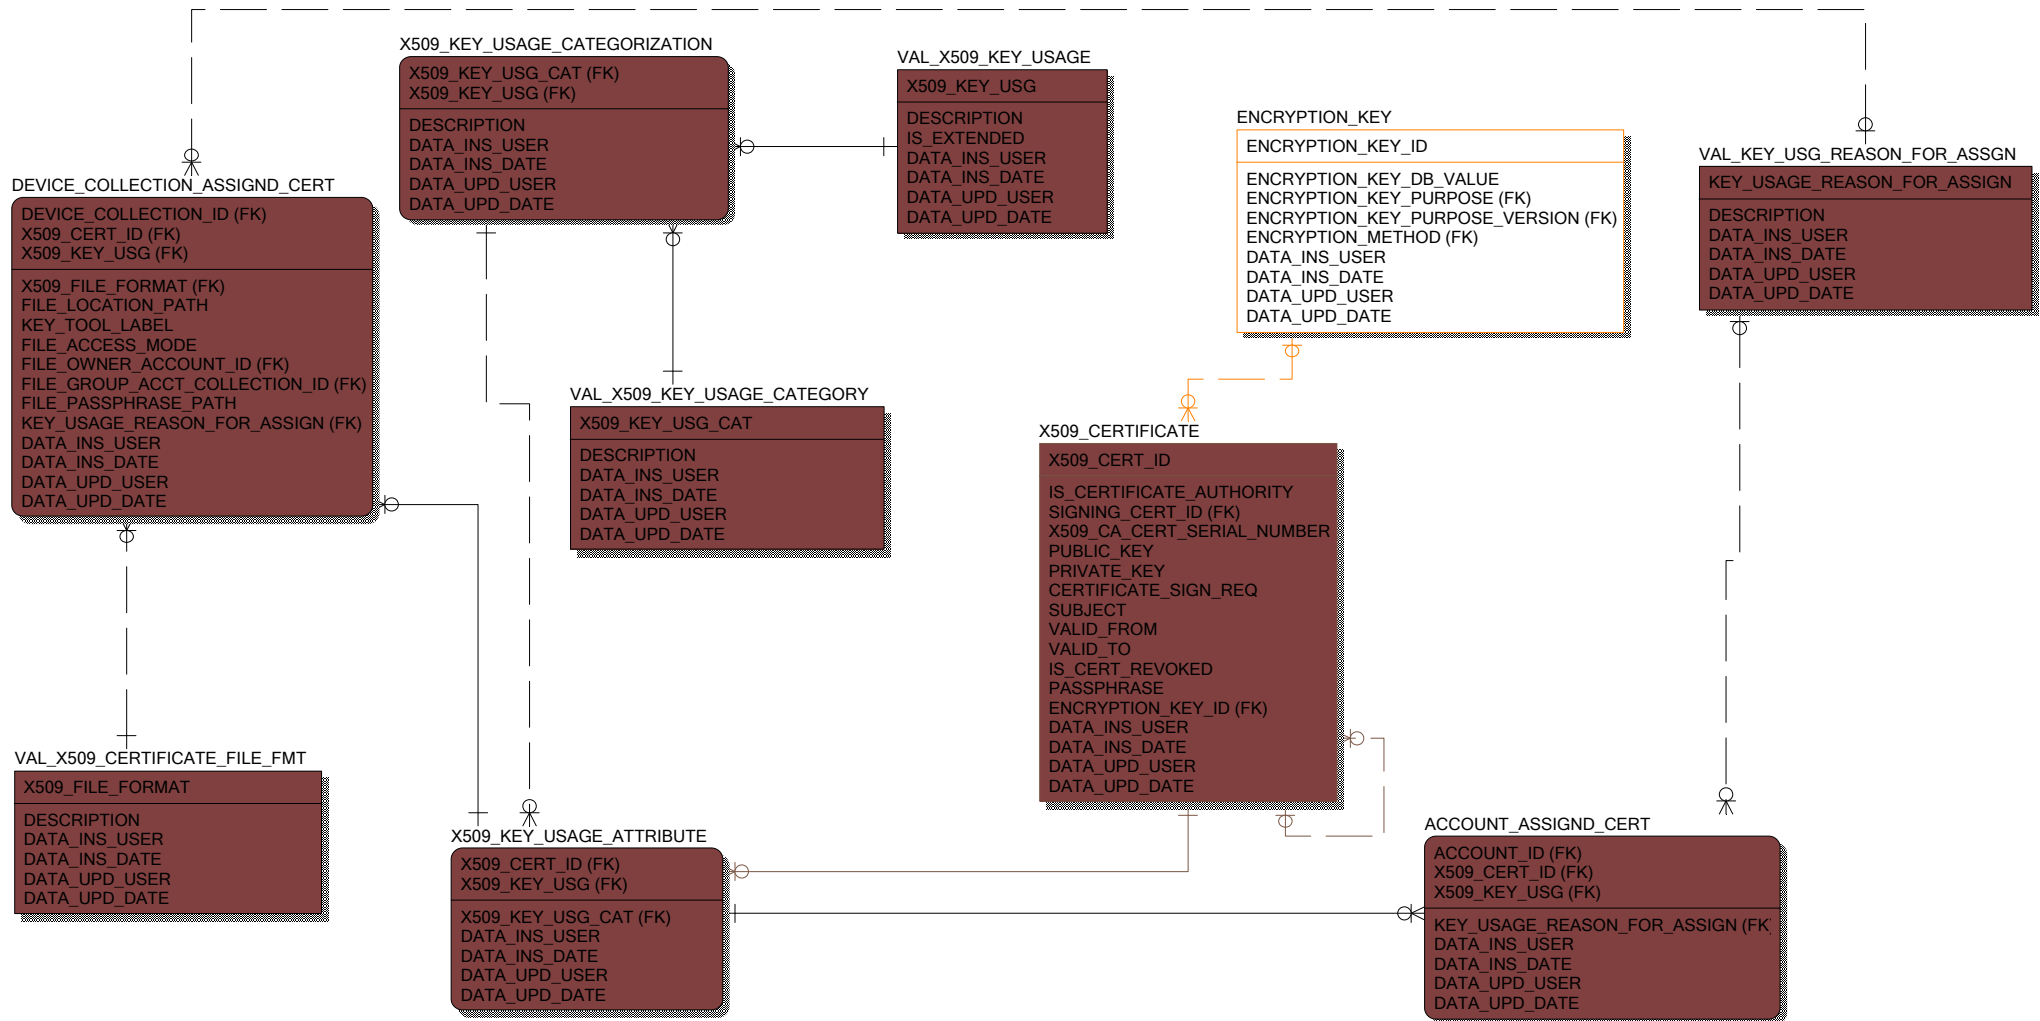 X509_KEY_USAGE_CATEGORIZATION
X509_KEY_USG_CAT (FK)
X509_KEY_USG (FK)
DESCRIPTION
DATA_INS_USER
DATA_INS_DATE
DATA_UPD_USER
DATA_UPD_DATE
VAL_X509_KEY_USAGE
X509_KEY_USG
DESCRIPTION
IS_EXTENDED
DATA_INS_USER
DATA_INS_DATE
DATA_UPD_USER
DATA_UPD_DATE
ENCRYPTION_KEY
ENCRYPTION_KEY_ID
ENCRYPTION_KEY_DB_VALUE
ENCRYPTION_KEY_PURPOSE (FK)
ENCRYPTION_KEY_PURPOSE_VERSION (FK)
ENCRYPTION_METHOD (FK)
DATA_INS_USER
DATA_INS_DATE
DATA_UPD_USER
DATA_UPD_DATE
VAL_KEY_USG_REASON_FOR_ASSGN
KEY_USAGE_REASON_FOR_ASSIGN
DESCRIPTION
DATA_INS_USER
DATA_INS_DATE
DATA_UPD_USER
DATA_UPD_DATE
DEVICE_COLLECTION_ASSIGND_CERT
DEVICE_COLLECTION_ID (FK)
X509_CERT_ID (FK)
X509_KEY_USG (FK)
X509_FILE_FORMAT (FK)
FILE_LOCATION_PATH
KEY_TOOL_LABEL
FILE_ACCESS_MODE
FILE_OWNER_ACCOUNT_ID (FK)
FILE_GROUP_ACCT_COLLECTION_ID (FK)
FILE_PASSPHRASE_PATH
KEY_USAGE_REASON_FOR_ASSIGN (FK)
DATA_INS_USER
DATA_INS_DATE
DATA_UPD_USER
DATA_UPD_DATE
VAL_X509_KEY_USAGE_CATEGORY
X509_KEY_USG_CAT
DESCRIPTION
DATA_INS_USER
DATA_INS_DATE
DATA_UPD_USER
DATA_UPD_DATE
X509_CERTIFICATE
X509_CERT_ID
IS_CERTIFICATE_AUTHORITY
SIGNING_CERT_ID (FK)
X509_CA_CERT_SERIAL_NUMBER
PUBLIC_KEY
PRIVATE_KEY
CERTIFICATE_SIGN_REQ
SUBJECT
VALID_FROM
VALID_TO
IS_CERT_REVOKED
PASSPHRASE
ENCRYPTION_KEY_ID (FK)
DATA_INS_USER
DATA_INS_DATE
DATA_UPD_USER
DATA_UPD_DATE
VAL_X509_CERTIFICATE_FILE_FMT
X509_FILE_FORMAT
DESCRIPTION
DATA_INS_USER
DATA_INS_DATE
DATA_UPD_USER
DATA_UPD_DATE
X509_KEY_USAGE_ATTRIBUTE
X509_CERT_ID (FK)
X509_KEY_USG (FK)
X509_KEY_USG_CAT (FK)
DATA_INS_USER
DATA_INS_DATE
DATA_UPD_USER
DATA_UPD_DATE
ACCOUNT_ASSIGND_CERT
ACCOUNT_ID (FK)
X509_CERT_ID (FK)
X509_KEY_USG (FK)
KEY_USAGE_REASON_FOR_ASSIGN (FK)
DATA_INS_USER
DATA_INS_DATE
DATA_UPD_USER
DATA_UPD_DATE